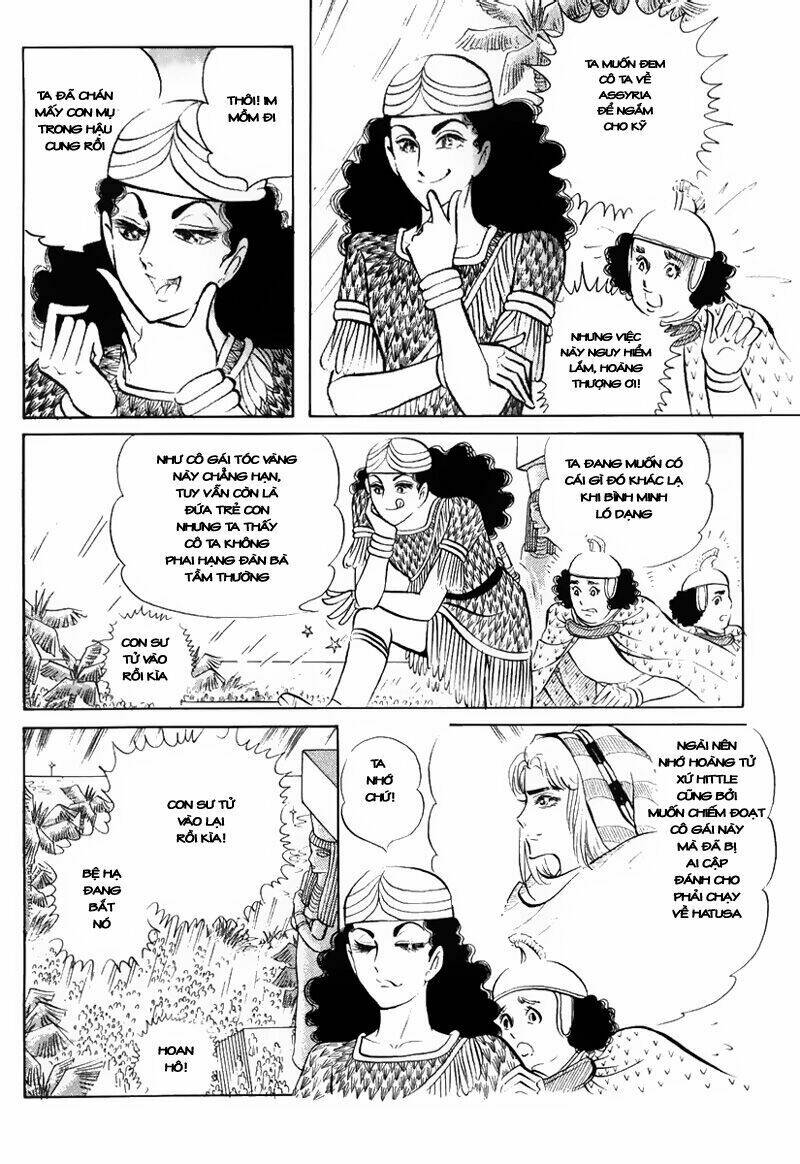 TA MUỐN ĐEM
CÔ TA VỀ
ASSYRIA
ĐỂ NGẮM
CHO KỸ
NHƯNG VIỆC
NÀY NGUY HIỂM
LẮM, HOÀNG
THƯỢNG ƠI!
THÔI! IM
MỒM ĐI
TA ĐÃ CHÁN
MẤY CON MỤ
TRONG HẬU
CUNG RỒI
TA ĐANG MUỐN CÓ
CÁI GÌ ĐÓ KHÁC LẠ
KHI BÌNH MINH
LÓ DẠNG
NHƯ CÔ GÁI TÓC VÀNG
NÀY CHẲNG HẠN,
TUY VẪN CÒN LÀ
ĐỨA TRẺ CON
NHƯNG TA THẤY
CÔ TA KHÔNG
PHẢI HẠNG ĐÀN BÀ
TẦM THƯỜNG
CON SƯ
TỬ VÀO
RỒI KÌA
NGÀI NÊN
NHỚ HOÀNG TỬ
XỨ HITTLE
CŨNG BỞI
MUỐN CHIẾM ĐOẠT
CÔ GÁI NÀY
MÀ ĐÃ BỊ
AI CẬP
ĐÁNH CHO
PHẢI CHẠY
VỀ HATUSA
TA
NHỚ
CHỨ!
CON SƯ TỬ
VÀO LẠI
RỒI KÌA!
BỆ HẠ
ĐANG
BẮT
NÓ
HOAN
HÔ!